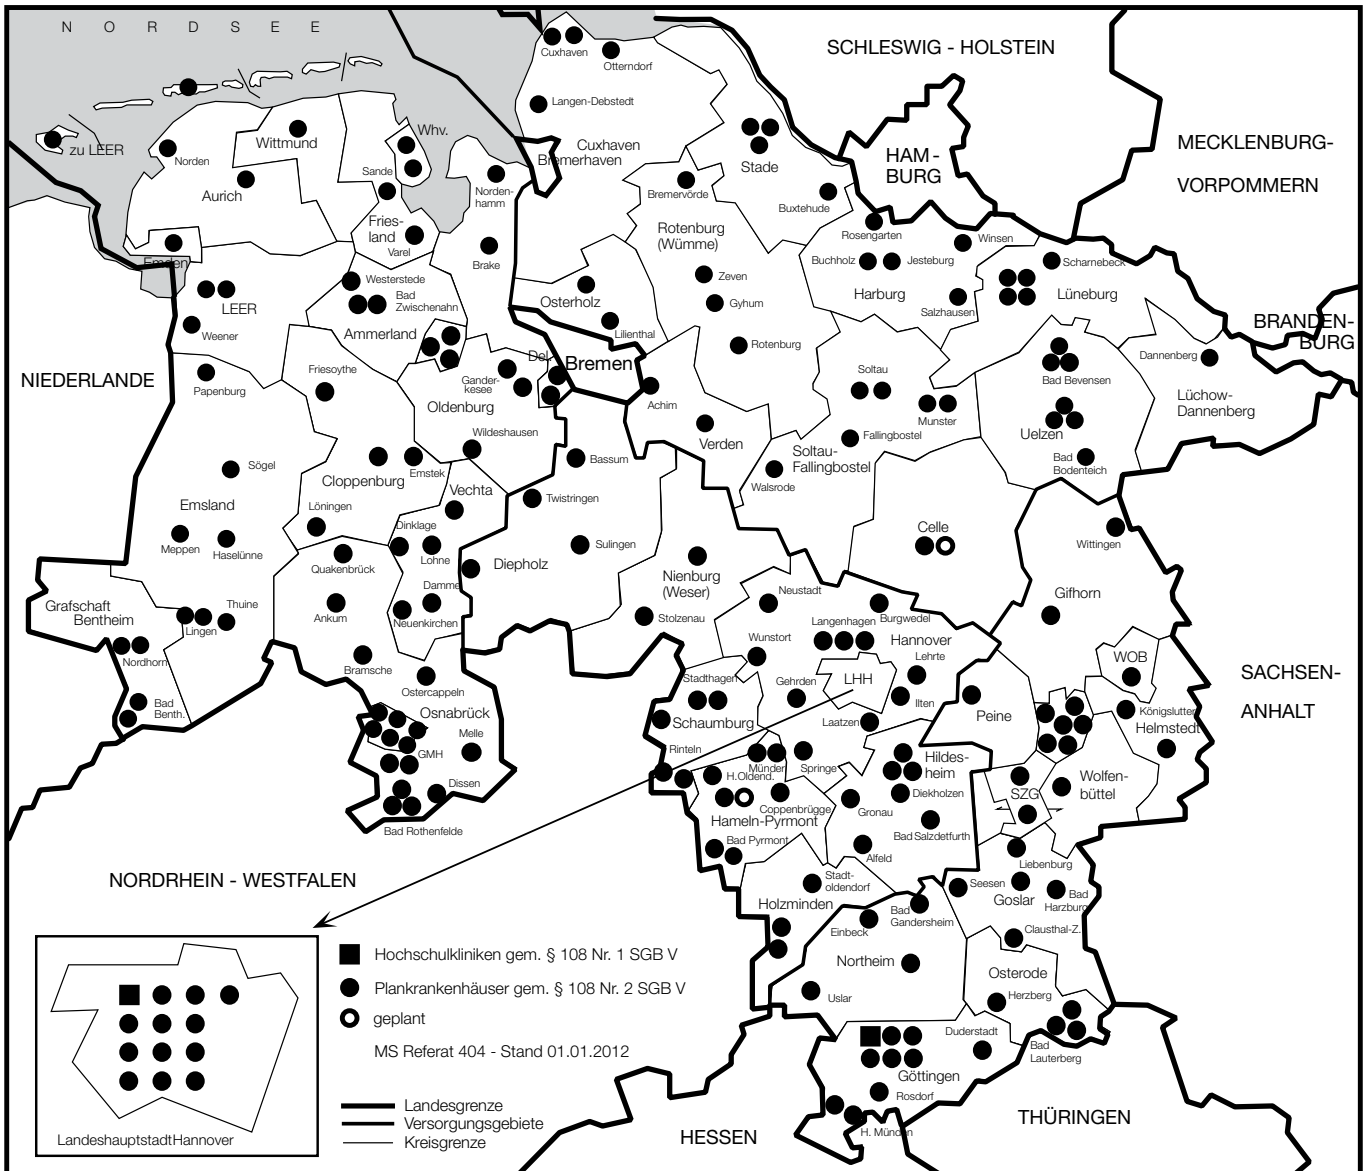 N O R D S E E
SCHLESWIG - HOLSTEIN
MECKLENBURG-
VORPOMMERN
HAM -
BURG
Cuxhaven
Otterndorf
Langen-Debstedt
Cuxhaven
Bremerhaven
Stade
Buxtehude
Bremervörde
Rotenburg
(Wümme)
Zeven
Gyhum
Rotenburg
zu LEER
Norden
Wittmund
Aurich
Whv.
Sande
Fries-
land
Varel
Norden-
hamm
Brake
Emden
LEER
Weener
Westerstede
Bad
Zwischenahn
Ammerland
Osterholz
Lilienthal
Rosengarten
Winsen
Buchholz
Jesteburg
Harburg
Salzhausen
Scharnebeck
Lüneburg
BRANDEN-
BURG
Dannenberg
Lüchow-
Dannenberg
NIEDERLANDE
Papenburg
Friesoythe
Del.
Bremen
Gander-
kesee
Oldenburg
Wildeshausen
Achim
Verden
Soltau
Munster
Fallingbostel
Soltau-
Fallingbostel
Walsrode
Bad Bevensen
Uelzen
Bad
Bodenteich
Sögel
Emsland
Meppen
Haselünne
Cloppenburg
Emstek
Löningen
Vechta
Dinklage
Lohne
Damme
Neuenkirchen
Bassum
Twistringen
Sulingen
Diepholz
Nienburg
(Weser)
Stolzenau
Celle
Wittingen
Gifhorn
Quakenbrück
Ankum
Grafschaft
Bentheim
Thuine
Lingen
Nordhorn
Bad
Benth.
Bramsche
Ostercappeln
Osnabrück
Melle
GMH
Dissen
Bad Rothenfelde
Neustadt
Langenhagen
Burgwedel
Hannover
Wunstort
Lehrte
Gehrden
LHH
Ilten
Laatzen
Stadthagen
Schaumburg
Rinteln
Münder
Springe
H.Oldend.
Coppenbrügge
Hameln-Pyrmont
Bad Pyrmont
Peine
WOB
Königslutter
Helmstedt
SACHSEN-
ANHALT
Hildes-
heim
Diekholzen
Gronau
Bad Salzdetfurth
Alfeld
SZG
Wolfen-
büttel
Liebenburg
Seesen
Goslar
Bad
Harzburg
Clausthal-Z.
Stadt-
oldendorf
Holzminden
Einbeck
Bad
Gandersheim
Northeim
Uslar
Osterode
Herzberg
Duderstadt
Bad
Lauterberg
Göttingen
Rosdorf
H. Münden
NORDRHEIN - WESTFALEN
HESSEN
THÜRINGEN
Hochschulkliniken gem. § 108 Nr. 1 SGB V
Plankrankenhäuser gem. § 108 Nr. 2 SGB V
geplant
MS Referat 404 - Stand 01.01.2012
Landesgrenze
Versorgungsgebiete
Kreisgrenze
Landeshauptstadt Hannover